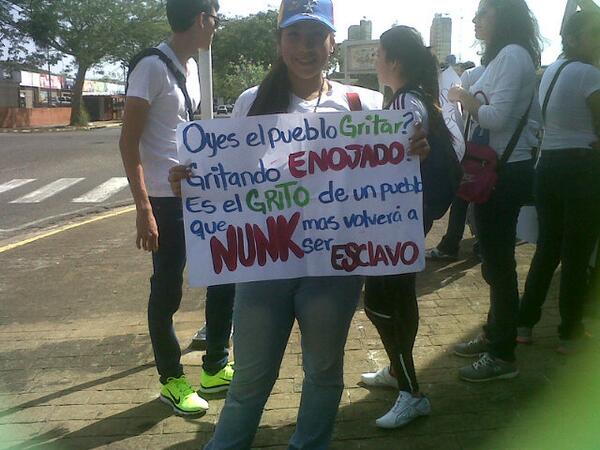 Oyes el pueblo Gritar?
Gritando ENOJADO?
Es el GRITO de un pueblo
que NUNK mas volverá a
ser ESCLAVO